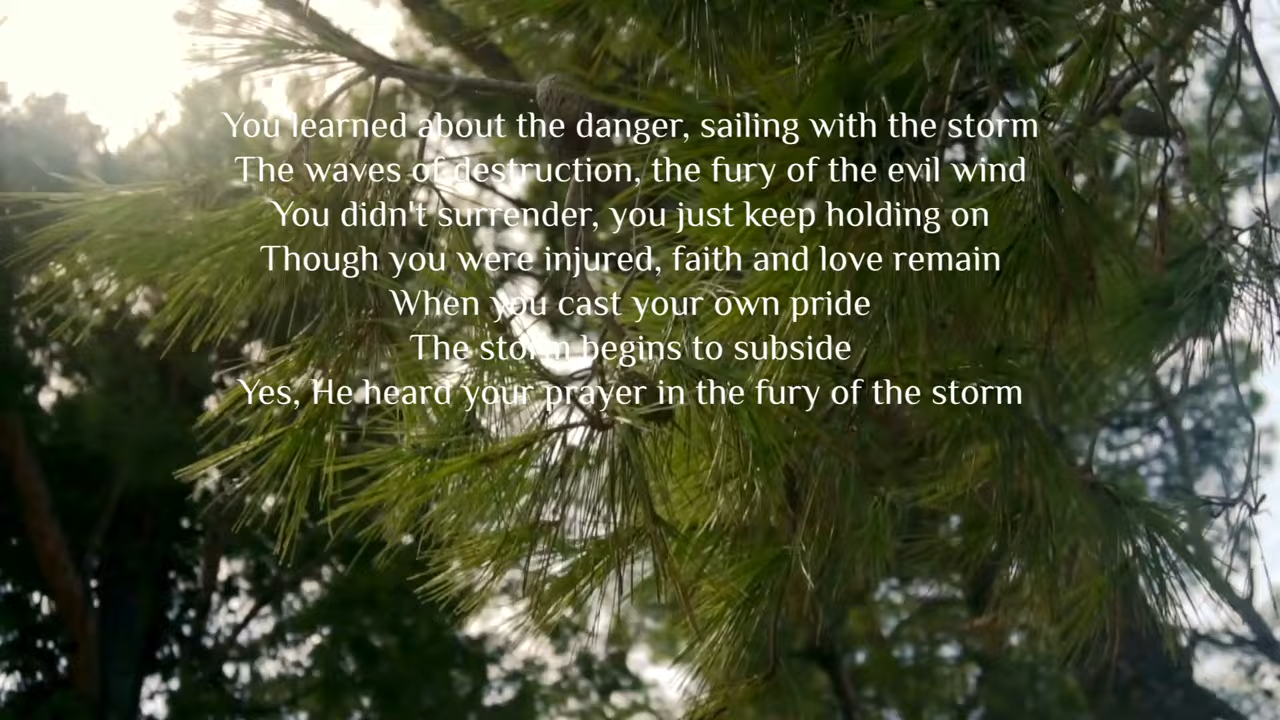 You learned about the danger, sailing with the storm
The waves of destruction, the fury of the evil wind
You didn't surrender, you just keep holding on
Though you were injured, faith and love remain
When you cast your own pride
The storm begins to subside
Yes, He heard your prayer in the fury of the storm